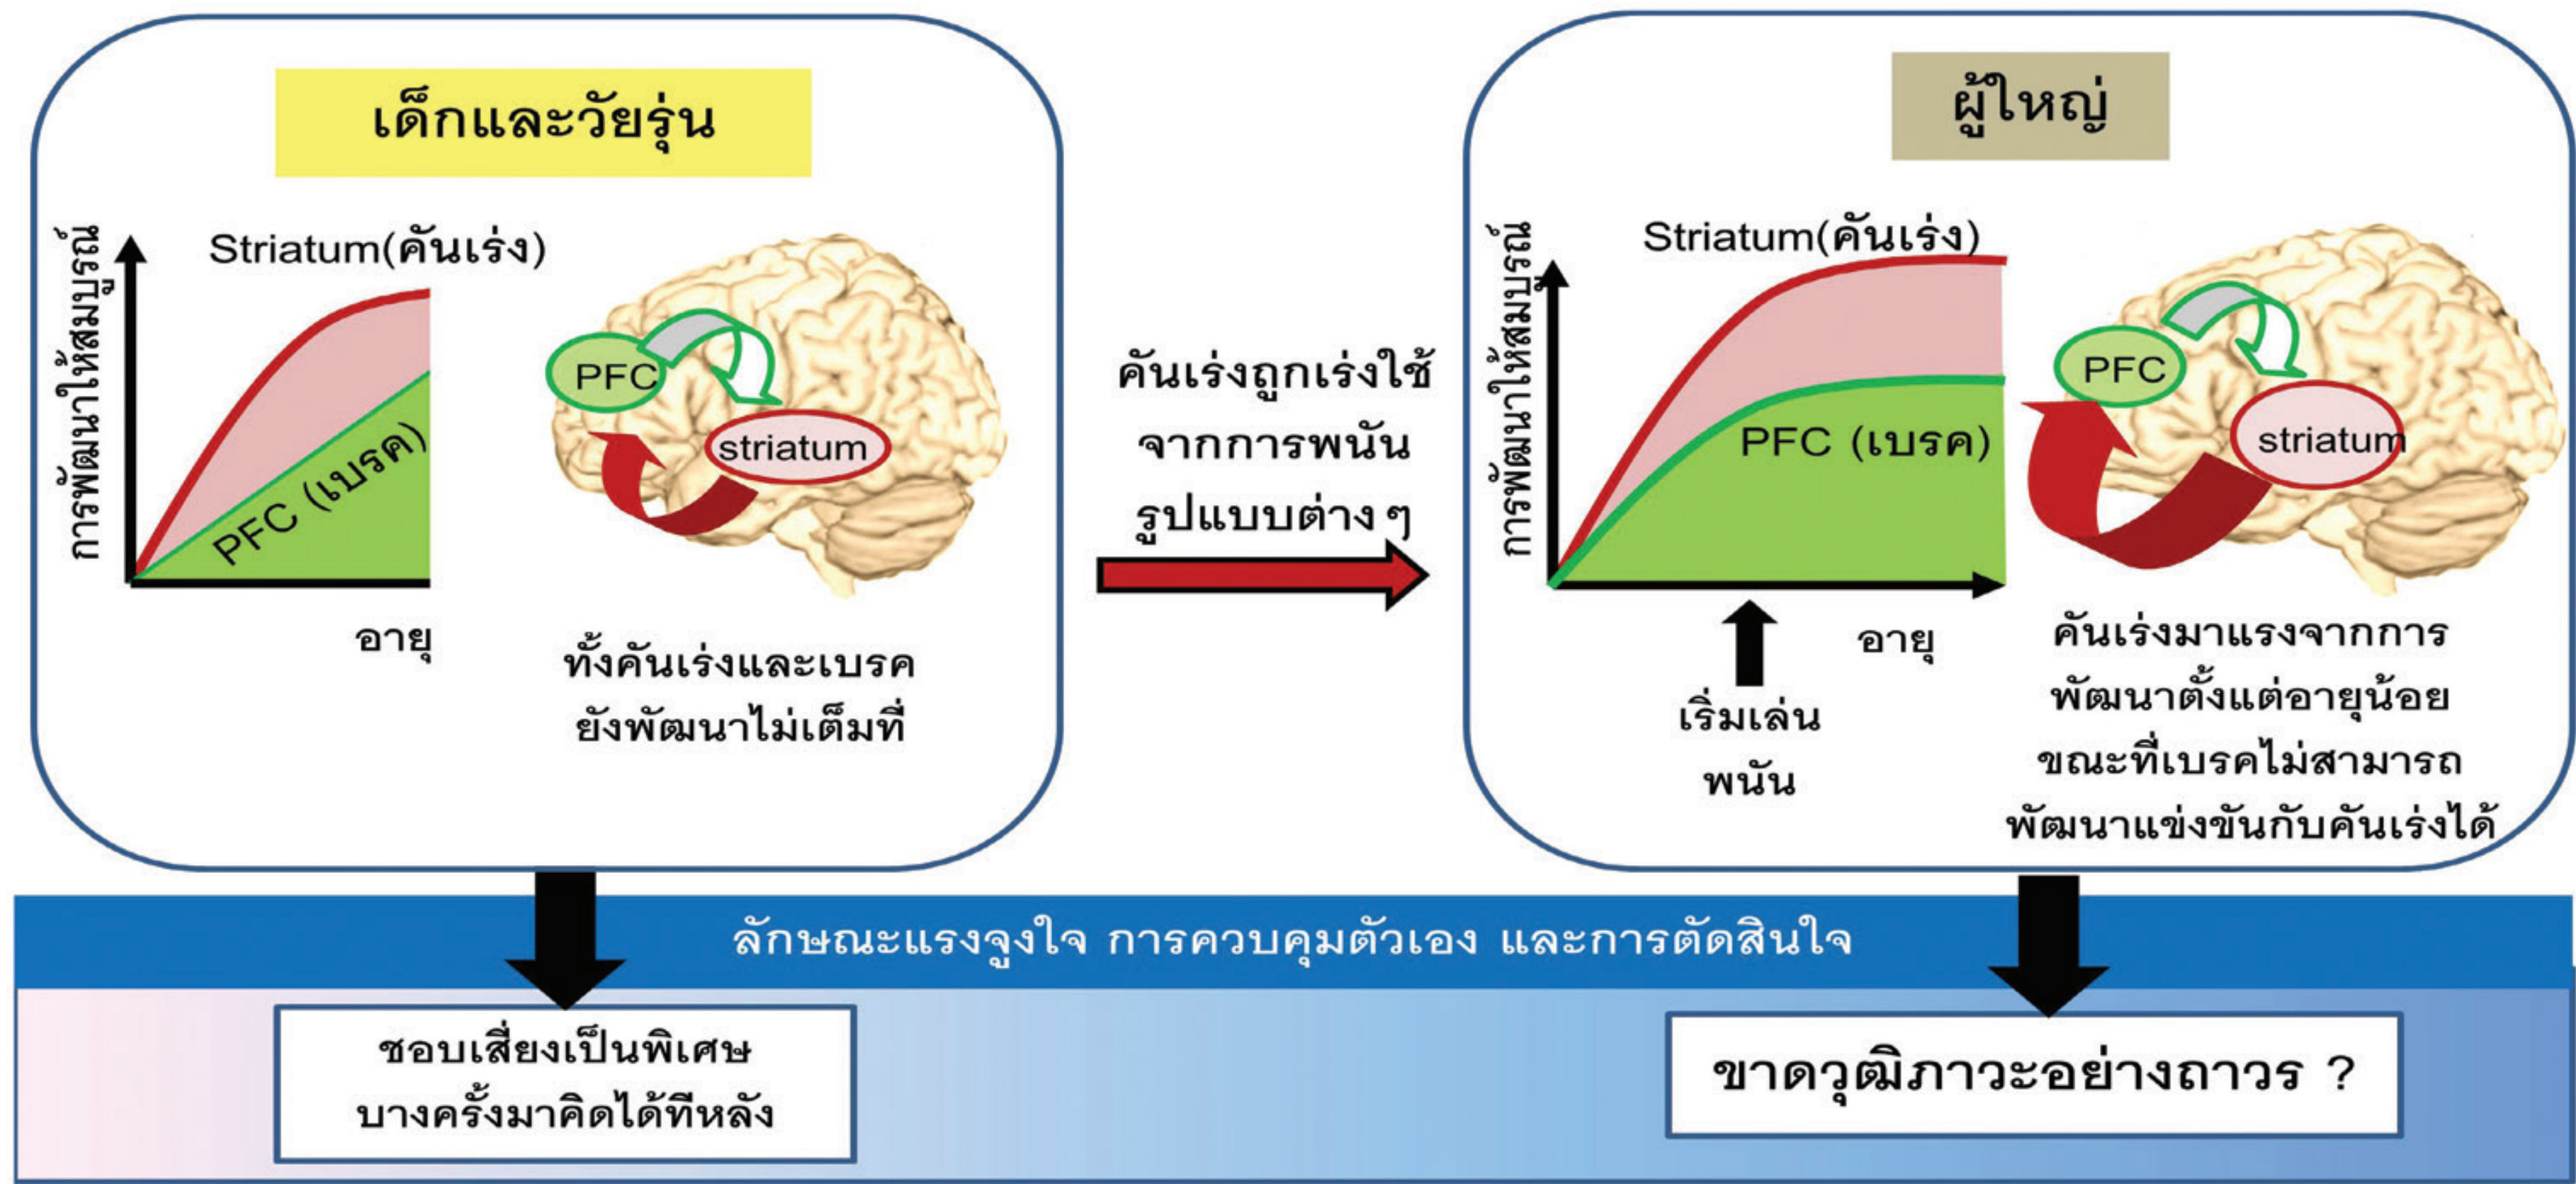 เด็กและวัยรุ่น
การพัฒนาให้สมบูรณ์
Striatum(คันเร่ง)
PFC (เบรค)
อายุ
PFC
striatum
ทั้งคันเร่งและเบรค
ยังพัฒนาไม่เต็มที่
คันเร่งถูกเร่งใช้
จากการพนัน
รูปแบบต่างๆ
ผู้ใหญ่
การพัฒนาให้สมบูรณ์
Striatum(คันเร่ง)
PFC (เบรค)
อายุ
เริ่มเล่น
พนัน
PFC
striatum
คันเร่งมาแรงจากการ
พัฒนาตั้งแต่อายุน้อย
ขณะที่เบรคไม่สามารถ
พัฒนาแข่งขันกับคันเร่งได้
ลักษณะแรงจูงใจ การควบคุมตัวเอง และการตัดสินใจ
ชอบเสี่ยงเป็นพิเศษ
บางครั้งมาคิดได้ทีหลัง
ขาดวุฒิภาวะอย่างถาวร ?